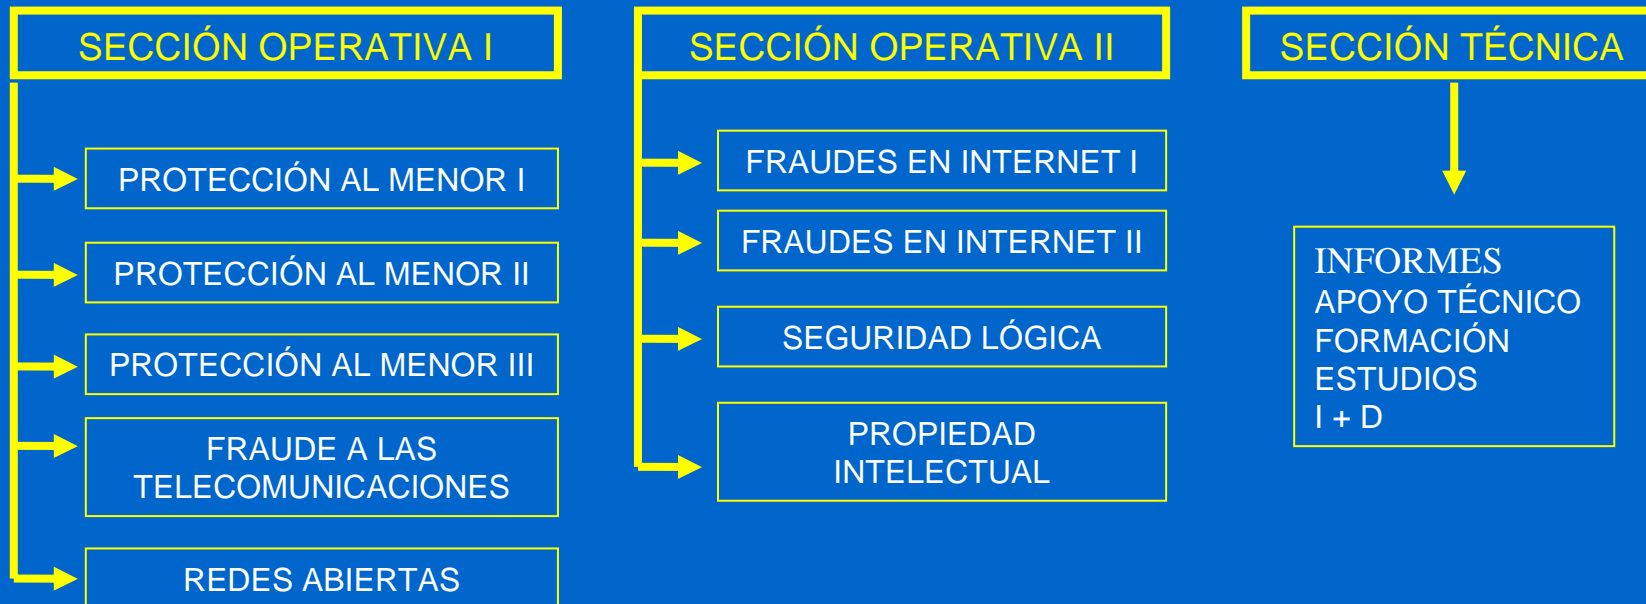 SECCIÓN OPERATIVA I
PROTECCIÓN AL MENOR I
PROTECCIÓN AL MENOR II
PROTECCIÓN AL MENOR III
FRAUDE A LAS
TELECOMUNICACIONES
REDES ABIERTAS
SECCIÓN OPERATIVA II
FRAUDES EN INTERNET I
FRAUDES EN INTERNET II
SEGURIDAD LÓGICA
PROPIEDAD
INTELECTUAL
SECCIÓN TÉCNICA
INFORMES
APOYO TÉCNICO
FORMACIÓN
ESTUDIOS
I + D